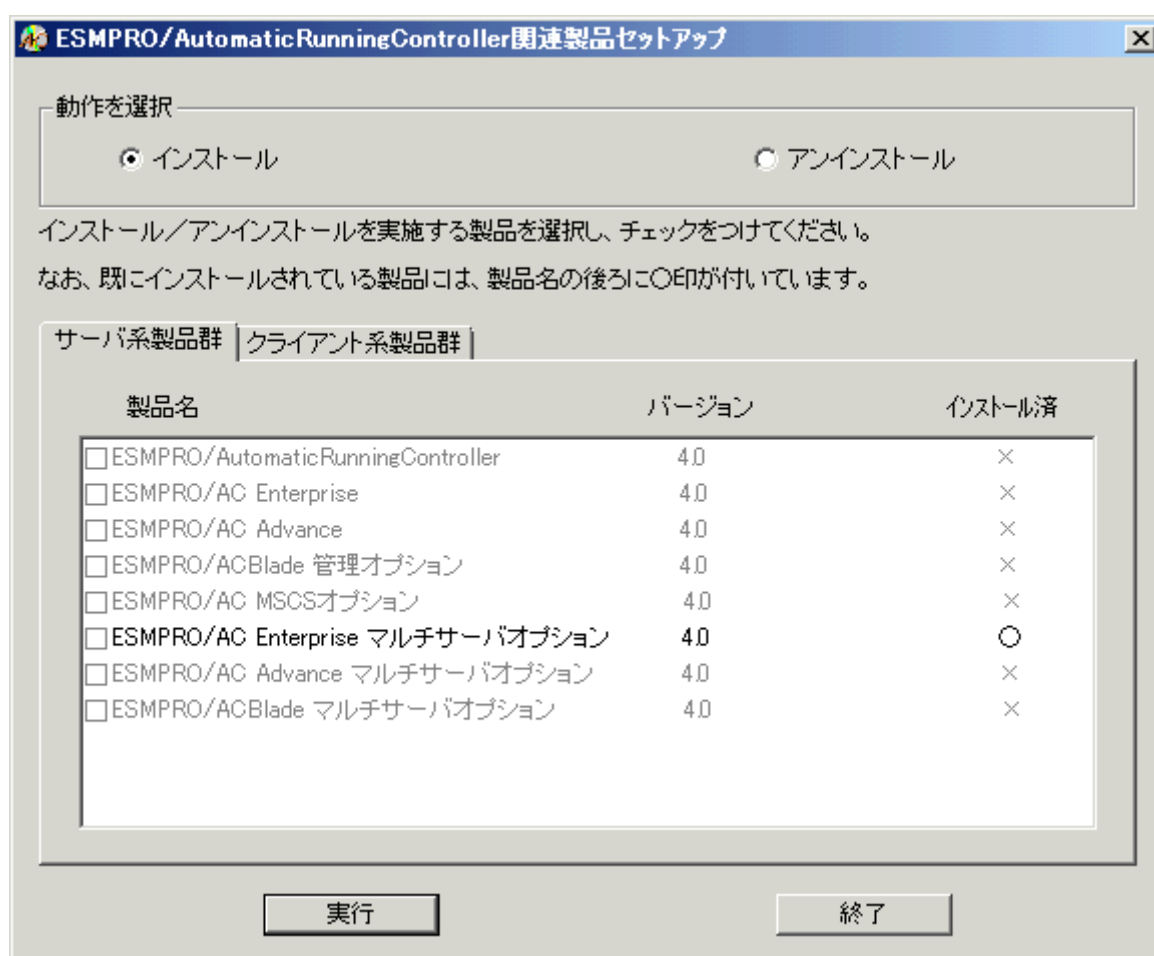 ESMPRO/AutomaticRunningController関連製品セットアップ
動作を選択
インストール アンインストール
インストール／アンインストールを実施する製品を選択し、チェックをつけてください。
なお、既にインストールされている製品には、製品名の後ろに○印が付いています。
サーバ系製品群 クライアント系製品群
製品名 バージョン インストール済
ESMPRO/AutomaticRunningController 4.0 ×
ESMPRO/AC Enterprise 4.0 ×
ESMPRO/AC Advance 4.0 ×
ESMPRO/ACBlade 管理オプション 4.0 ×
ESMPRO/AC MSCSオプション 4.0 ×
ESMPRO/AC Enterprise マルチサーバオプション 4.0 ○
ESMPRO/AC Advance マルチサーバオプション 4.0 ×
ESMPRO/ACBlade マルチサーバオプション 4.0 ×
実行 終了